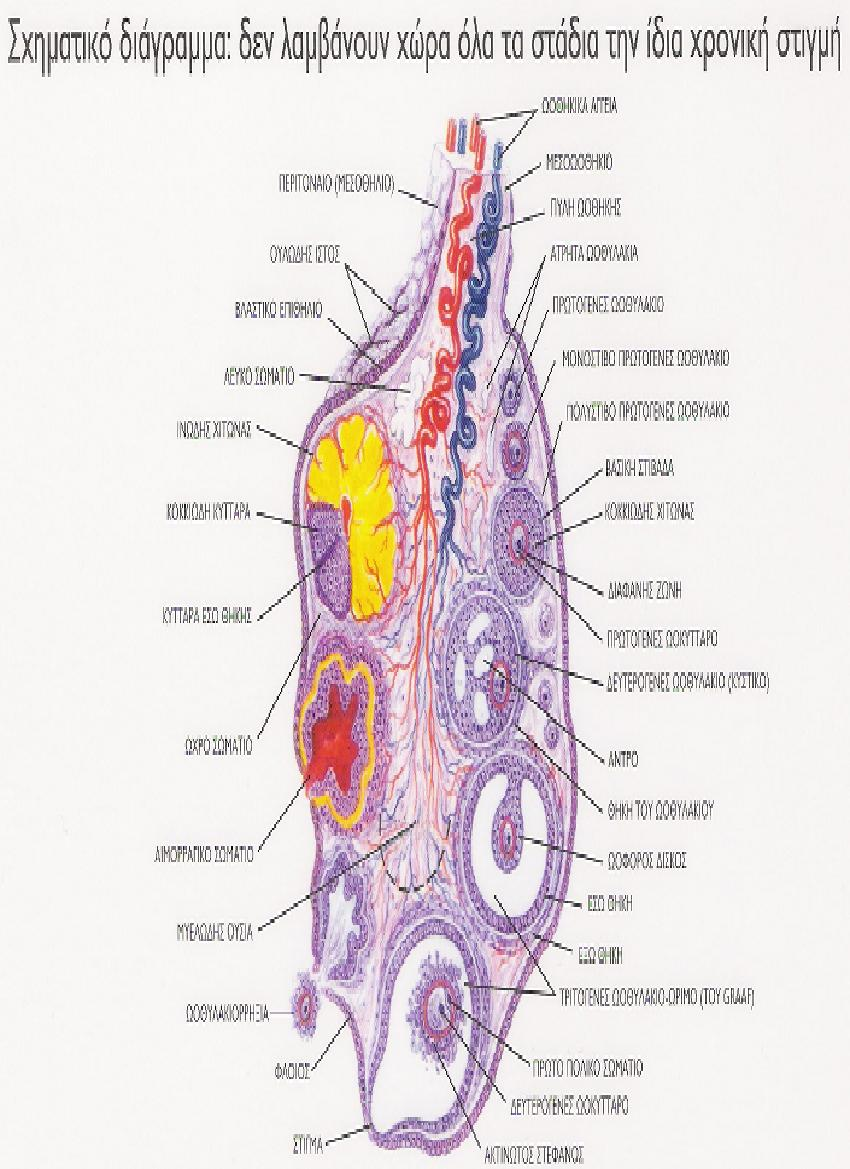 Σχηματικό διάγραμμα: δεν λαμβάνουν χώρα όλα τα στάδια την ίδια χρονική στιγμή
ΩΟΘΗΚΙΚΑ ΑΓΓΕΙΑ
ΜΕΣΟΩΟΘΗΚΙΟ
ΠΕΡΙΤΟΝΑΙΟ (ΜΕΣΟΘΗΛΙΟ)
ΠΥΛΗ ΩΟΘΗΚΗΣ
ΟΥΛΩΔΗΣ ΙΣΤΟΣ
ΑΤΡΗΤΑ ΩΟΘΥΛΑΚΙΑ
ΒΛΑΣΤΙΚΟ ΕΠΙΘΗΛΙΟ
ΠΡΩΤΟΓΕΝΕΣ ΩΟΘΥΛΑΚΙΟ
ΜΟΝΟΣΤΙΒΟ ΠΡΩΤΟΓΕΝΕΣ ΩΟΘΥΛΑΚΙΟ
ΛΕΥΚΟ ΣΩΜΑΤΙΟ
ΠΟΛΥΣΤΙΒΟ ΠΡΩΤΟΓΕΝΕΣ ΩΟΘΥΛΑΚΙΟ
ΙΝΩΔΗΣ ΧΙΤΩΝΑΣ
ΒΑΣΙΚΗ ΣΤΙΒΑΔΑ
ΚΟΚΚΙΩΔΗ ΚΥΤΤΑΡΑ
ΚΟΚΚΙΩΔΗΣ ΧΙΤΩΝΑΣ
ΔΙΑΦΑΝΗΣ ΖΩΝΗ
ΚΥΤΤΑΡΑ ΕΣΩ ΘΗΚΗΣ
ΠΡΩΤΟΓΕΝΕΣ ΩΟΚΥΤΤΑΡΟ
ΔΕΥΤΕΡΟΓΕΝΕΣ ΩΟΘΥΛΑΚΙΟ (ΚΥΣΤΙΚΟ)
ΩΧΡΟ ΣΩΜΑΤΙΟ
ΑΝΤΡΟ
ΘΗΚΗ ΤΟΥ ΩΟΘΥΛΑΚΙΟΥ
ΑΙΜΟΡΡΑΓΙΚΟ ΣΩΜΑΤΙΟ
ΩΟΦΟΡΟΣ ΔΙΣΚΟΣ
ΕΣΩ ΘΗΚΗ
ΜΥΕΛΩΔΗΣ ΟΥΣΙΑ
ΕΞΩ ΘΗΚΗ
ΤΡΙΤΟΓΕΝΕΣ ΩΟΘΥΛΑΚΙΟ-ΩΡΙΜΟ (ΤΟΥ GRAAF)
ΩΟΘΥΛΑΚΙΟΡΡΗΞΙΑ
ΠΡΩΤΟ ΠΟΛΙΚΟ ΣΩΜΑΤΙΟ
ΦΛΟΙΟΣ
ΔΕΥΤΕΡΟΓΕΝΕΣ ΩΟΚΥΤΤΑΡΟ
ΣΤΙΓΜΑ
ΑΚΤΙΝΩΤΟΣ ΣΤΕΦΑΝΟΣ